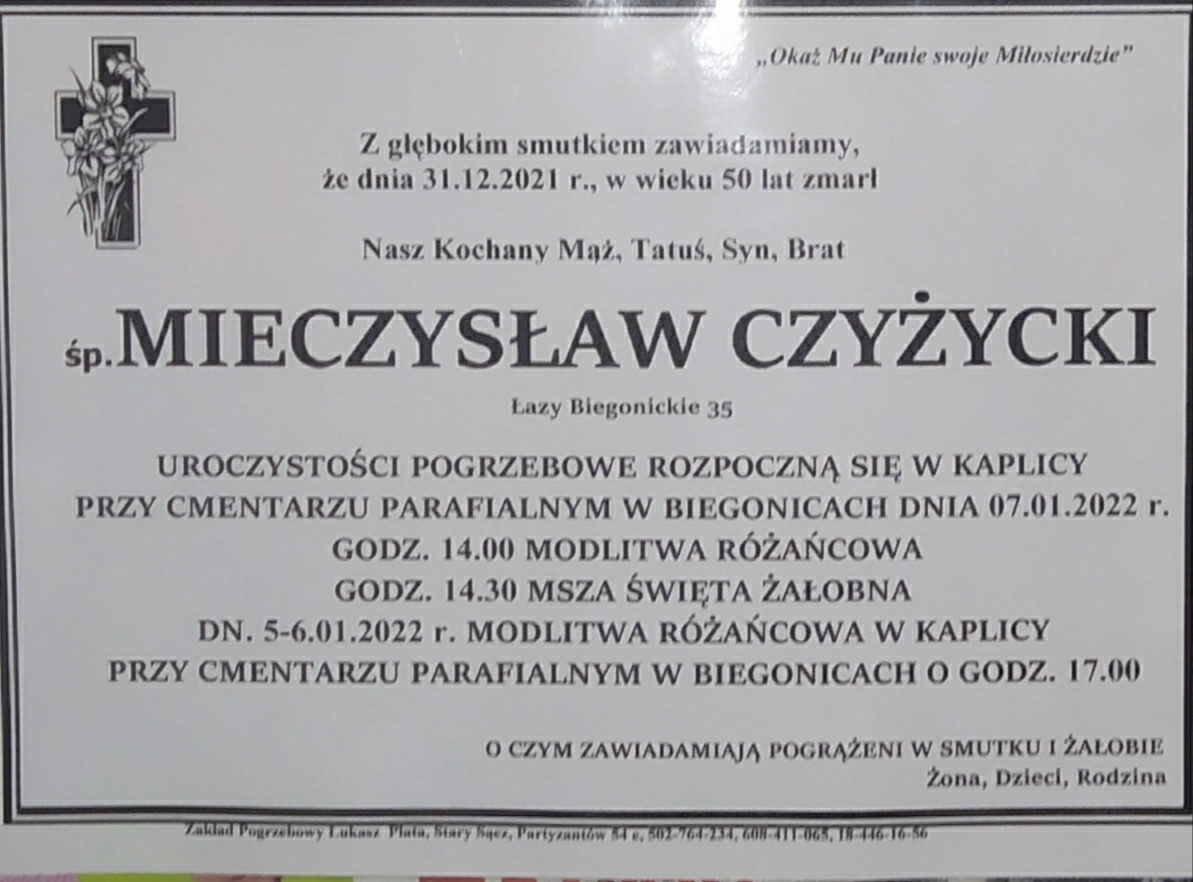 „Okaż Mu Panie swoje Miłosierdzie”
Z głębokim smutkiem zawiadamiamy,
że dnia 31.12.2021 r., w wieku 50 lat zmarł
Nasz Kochany Mąż, Tatuś, Syn, Brat
śp. MIECZYSŁAW CZYŻYCKI
Łazy Biegonickie 35
UROCZYSTOŚCI POGRZEBOWE ROZPOCZNĄ SIĘ W KAPLICY
PRZY CMENTARZU PARAFIALNYM W BIEGONICACH DNIA 07.01.2022 r.
GODZ. 14.00 MODLITWA RÓŻAŃCOWA
GODZ. 14.30 MSZA ŚWIĘTA ŻAŁOBNA
DN. 5-6.01.2022 r. MODLITWA RÓŻAŃCOWA W KAPLICY
PRZY CMENTARZU PARAFIALNYM W BIEGONICACH O GODZ. 17.00
O CZYM ZAWIADAMIAJĄ POGRĄŻENI W SMUTKU I ŻAŁOBIE
Żona, Dzieci, Rodzina
Zakład Pogrzebowy Łukasz Plata, Stary Sącz, Partyzantów 54 e, 502-764-234, 608-411-065, 18-446-16-56